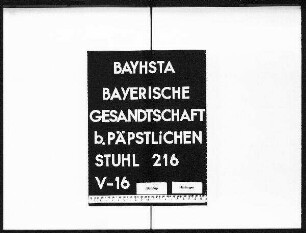 BAYHSTA
BAYERISCHE
GESANDTSCHAFT
b. PÄPSTLiCHEN
STUHL 216
V-16